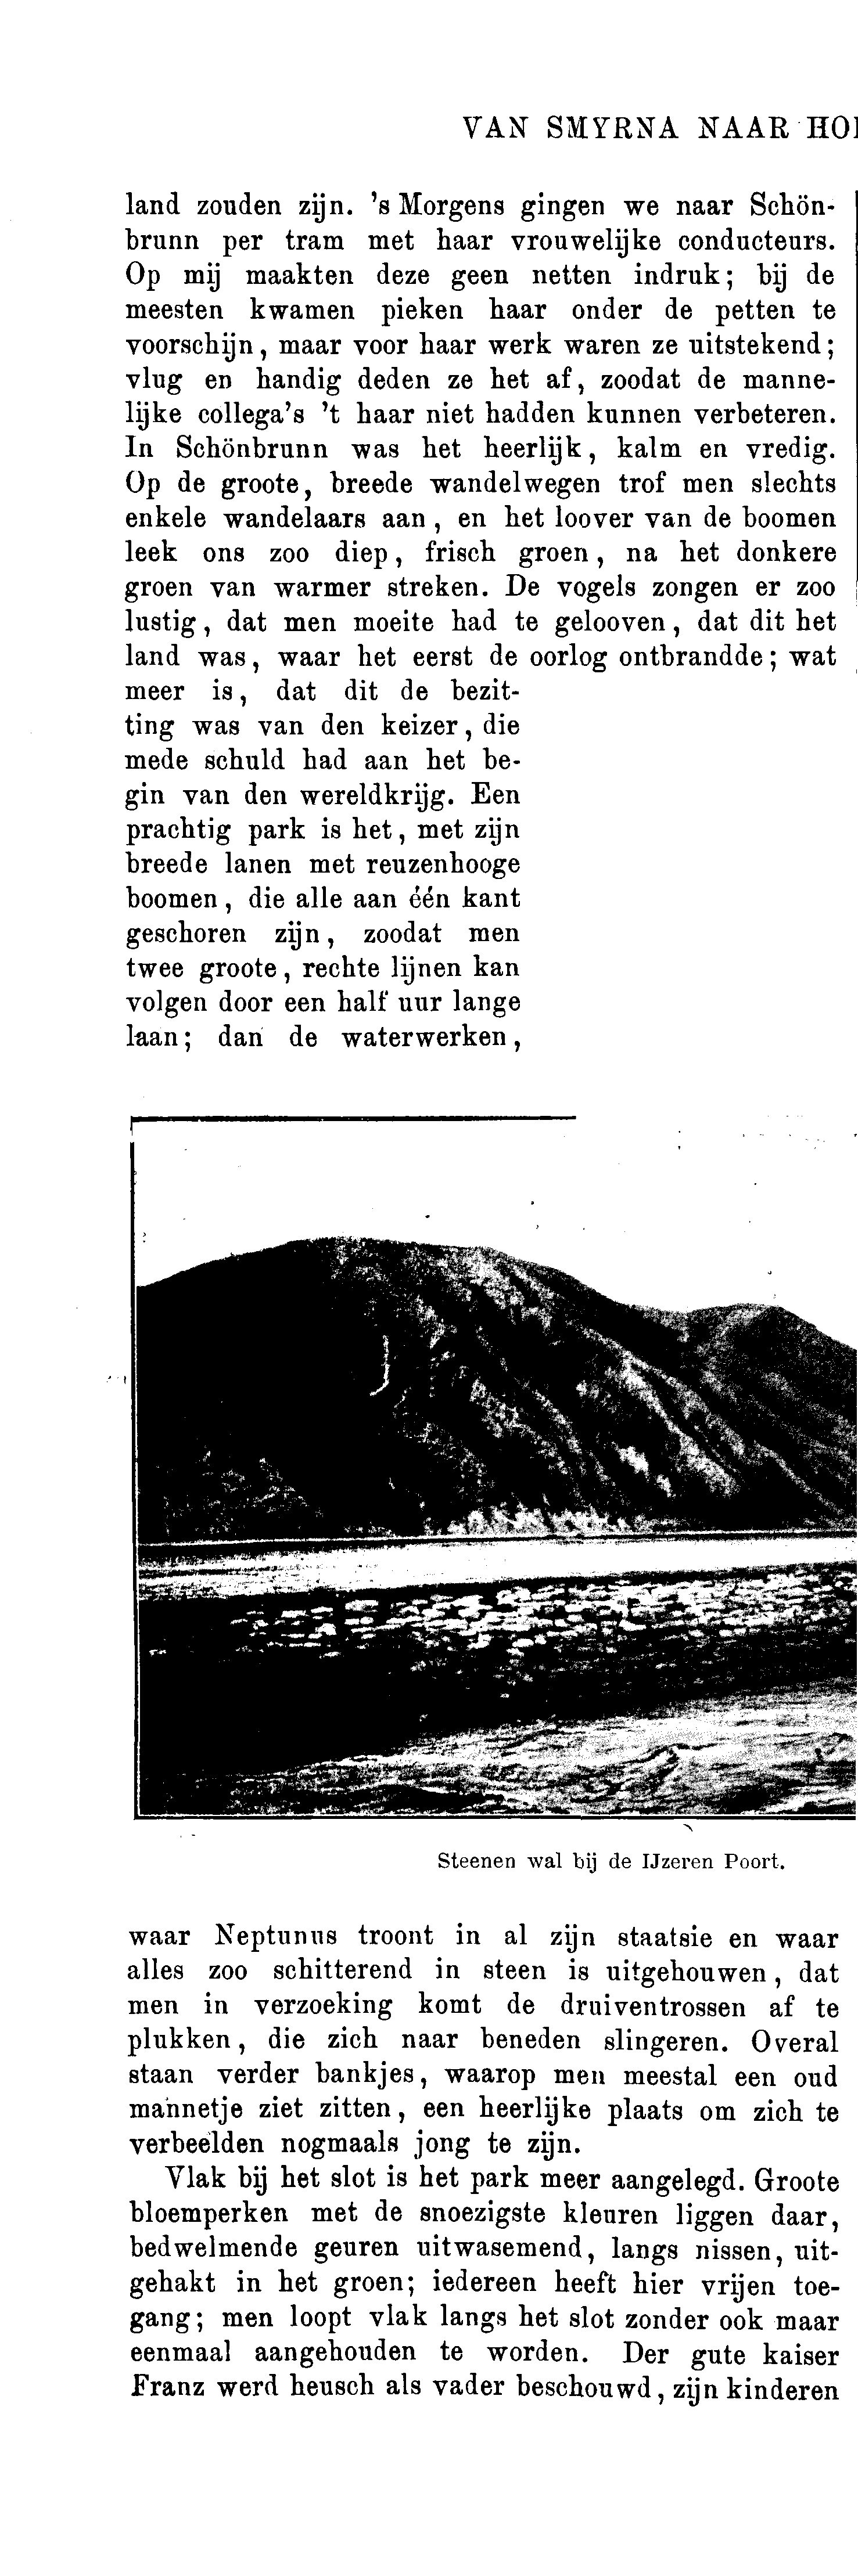 VAN SMYRNA NAAR
land zouden zijn. 's Morgens gingen we naar Schön-
brunn per tram met haar vrouwelijke conducteurs.
Op mij maakten deze geen netten indruk; bij de
meesten kwamen pieken haar onder de petten te
voorschijn, maar voor haar werk waren ze uitstekend;
vlug en handig deden ze het af, zoodat de manne-
lijke collega's 't haar niet hadden kunnen verbeteren.
In Schönbrunn was het heerlijk, kalm en vredig.
Op de groote, breede wandelwegen trof men slechts
enkele wandelaars aan, en het loover van de boomen
leek ons zoo diep, frisch groen, na het donkere
groen van warmer streken. De vogels zongen er zoo
lustig, dat men moeite had te gelooven, dat dit het
land was, waar het eerst de oorlog ontbrandde; wat
meer is, dat dit de bezit-
ting was van den keizer, die
mede schuld had aan het be-
gin van den wereldkrijg. Een
prachtig park is het, met zijn
breede lanen met reuzenhooge
boomen, die alle aan één kant
geschoren zijn, zoodat men
twee groote, rechte lijnen kan
volgen door een half uur lange
laan; dan de waterwerken,
Steenen wal bij de IJzeren Poort.
waar Neptunus troont in al zijn staatsie en waar
alles zoo schitterend in steen is uitgehouwen, dat
men in verzoeking komt de druiventrossen af te
plukken, die zich naar beneden slingeren. Overal
staan verder bankjes, waarop men meestal een oud
mannetje ziet zitten, een heerlijke plaats om zich te
verbeelden nogmaals jong te zijn.
Vlak bij het slot is het park meer aangelegd. Groote
bloemperken met de snoezigste kleuren liggen daar,
bedwelmende geuren uitwasemend, langs nissen, uit-
gehakt in het groen; iedereen heeft hier vrijen toe-
gang; men loopt vlak langs het slot zonder ook maar
eenmaal aangehouden te worden. Der gute kaiser
Franz werd heusch als vader beschouwd, zijn kinderen